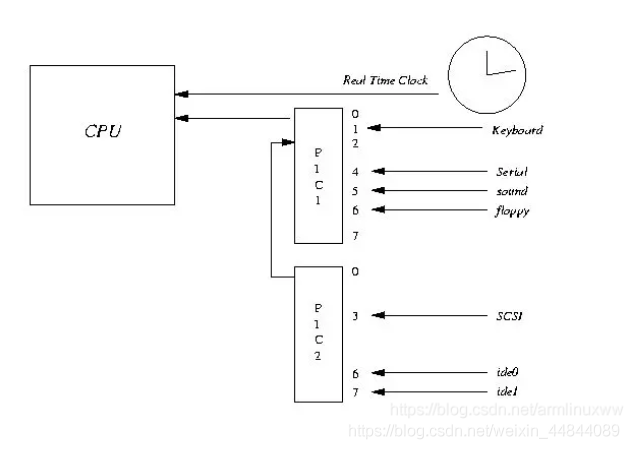 Real Time Clock
CPU
0
1
Keyboard
2
P
I
C
1
4
Serial
5
sound
6
floppy
7
0
P
I
C
2
3
SCSI
6
ide0
7
ide1
https://blog.csdn.net/armlinuxww
https://blog.csdn.net/weixin_44844089